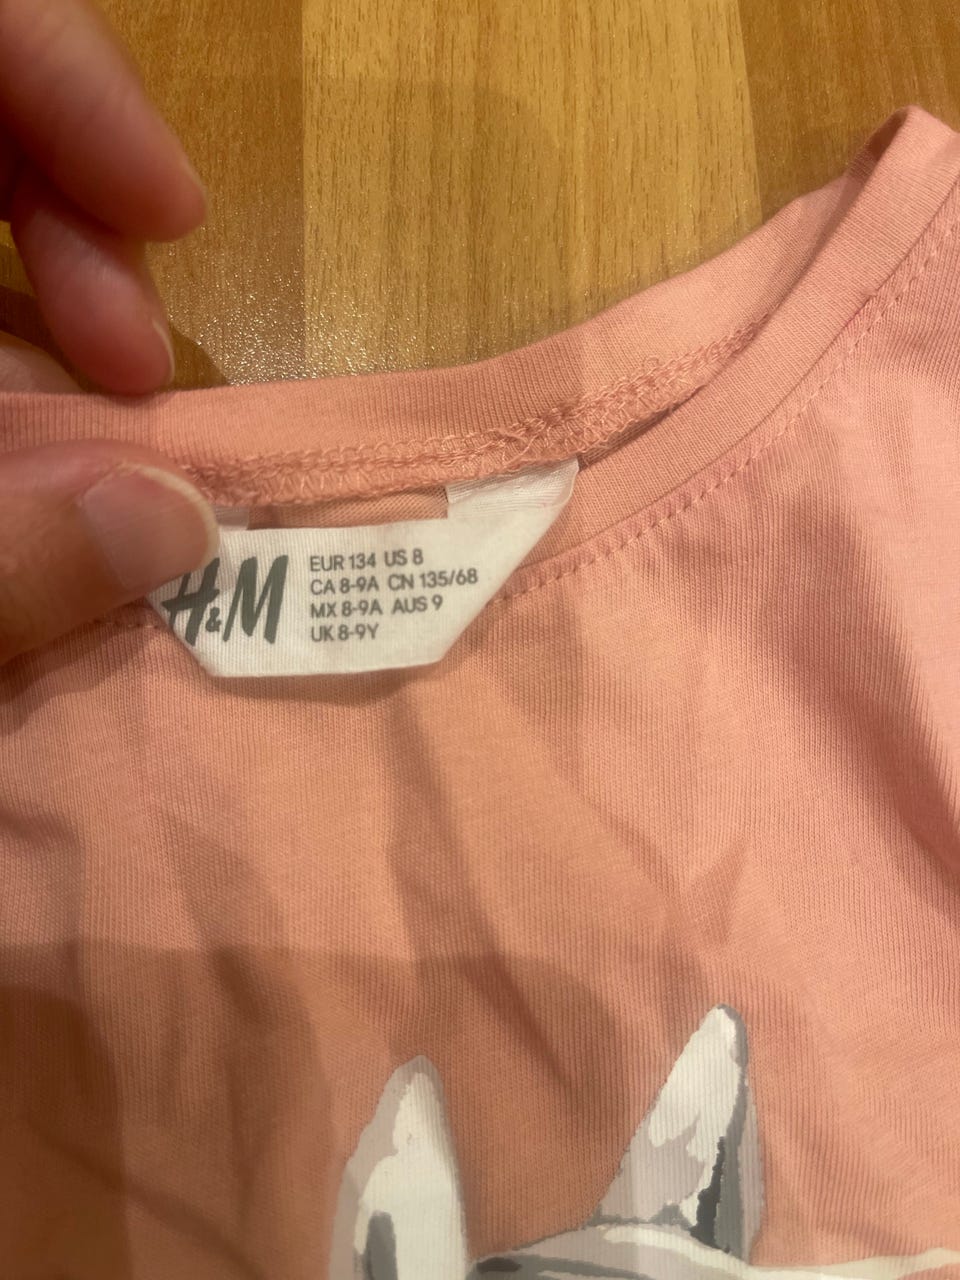 H&M
EUR 134 US 8
CA 8-9A CN 135/68
MX 8-9A AUS 9
UK 8-9Y